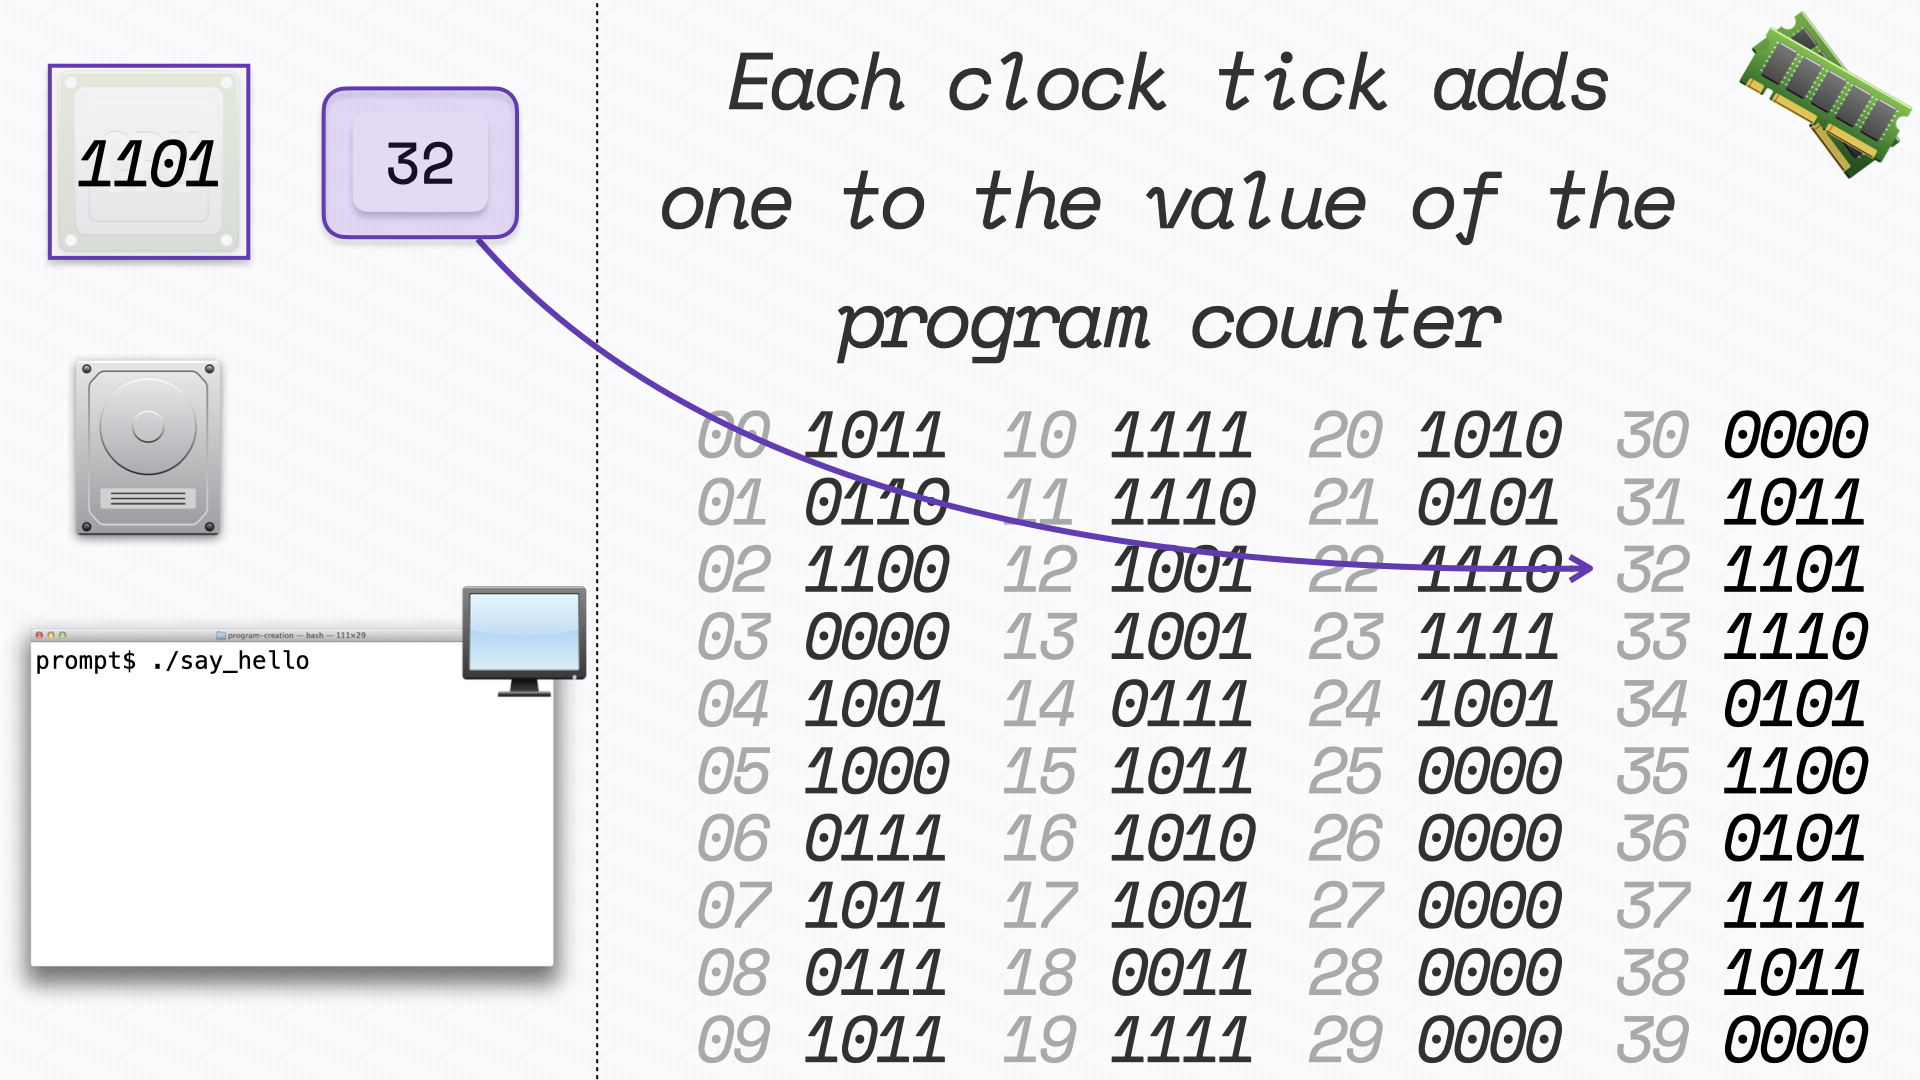 1101
32
Each clock tick adds
one to the value of the
program counter
00 1011 10 1111 20 1010 30 0000
01 0110 11 1110 21 0101 31 1011
02 1100 12 1001 22 1110 32 1101
03 0000 13 1001 23 1111 33 1110
04 1001 14 0111 24 1001 34 0101
05 1000 15 1011 25 0000 35 1100
06 0111 16 1010 26 0000 36 0101
07 1011 17 1001 27 0000 37 1111
08 0111 18 0011 28 0000 38 1011
09 1011 19 1111 29 0000 39 0000
program-creation — bash — 111×29
prompt$ ./say_hello